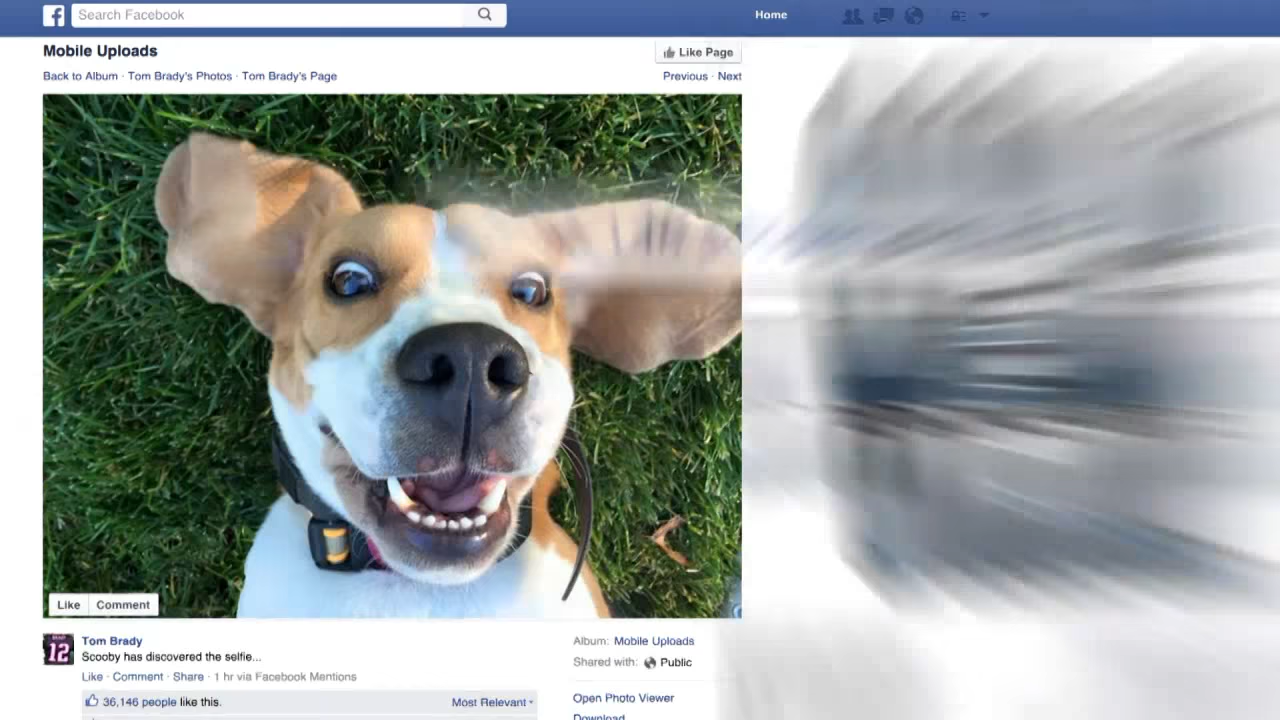 f Search Facebook Home
Mobile Uploads Like Page
Back to Album · Tom Brady's Photos · Tom Brady's Page Previous · Next
Like Comment
BRADY
12
Tom Brady Album: Mobile Uploads
Scooby has discovered the selfie... Shared with: Public
Like · Comment · Share · 1 hr via Facebook Mentions
36,146 people like this. Most Relevant
Open Photo Viewer
Download